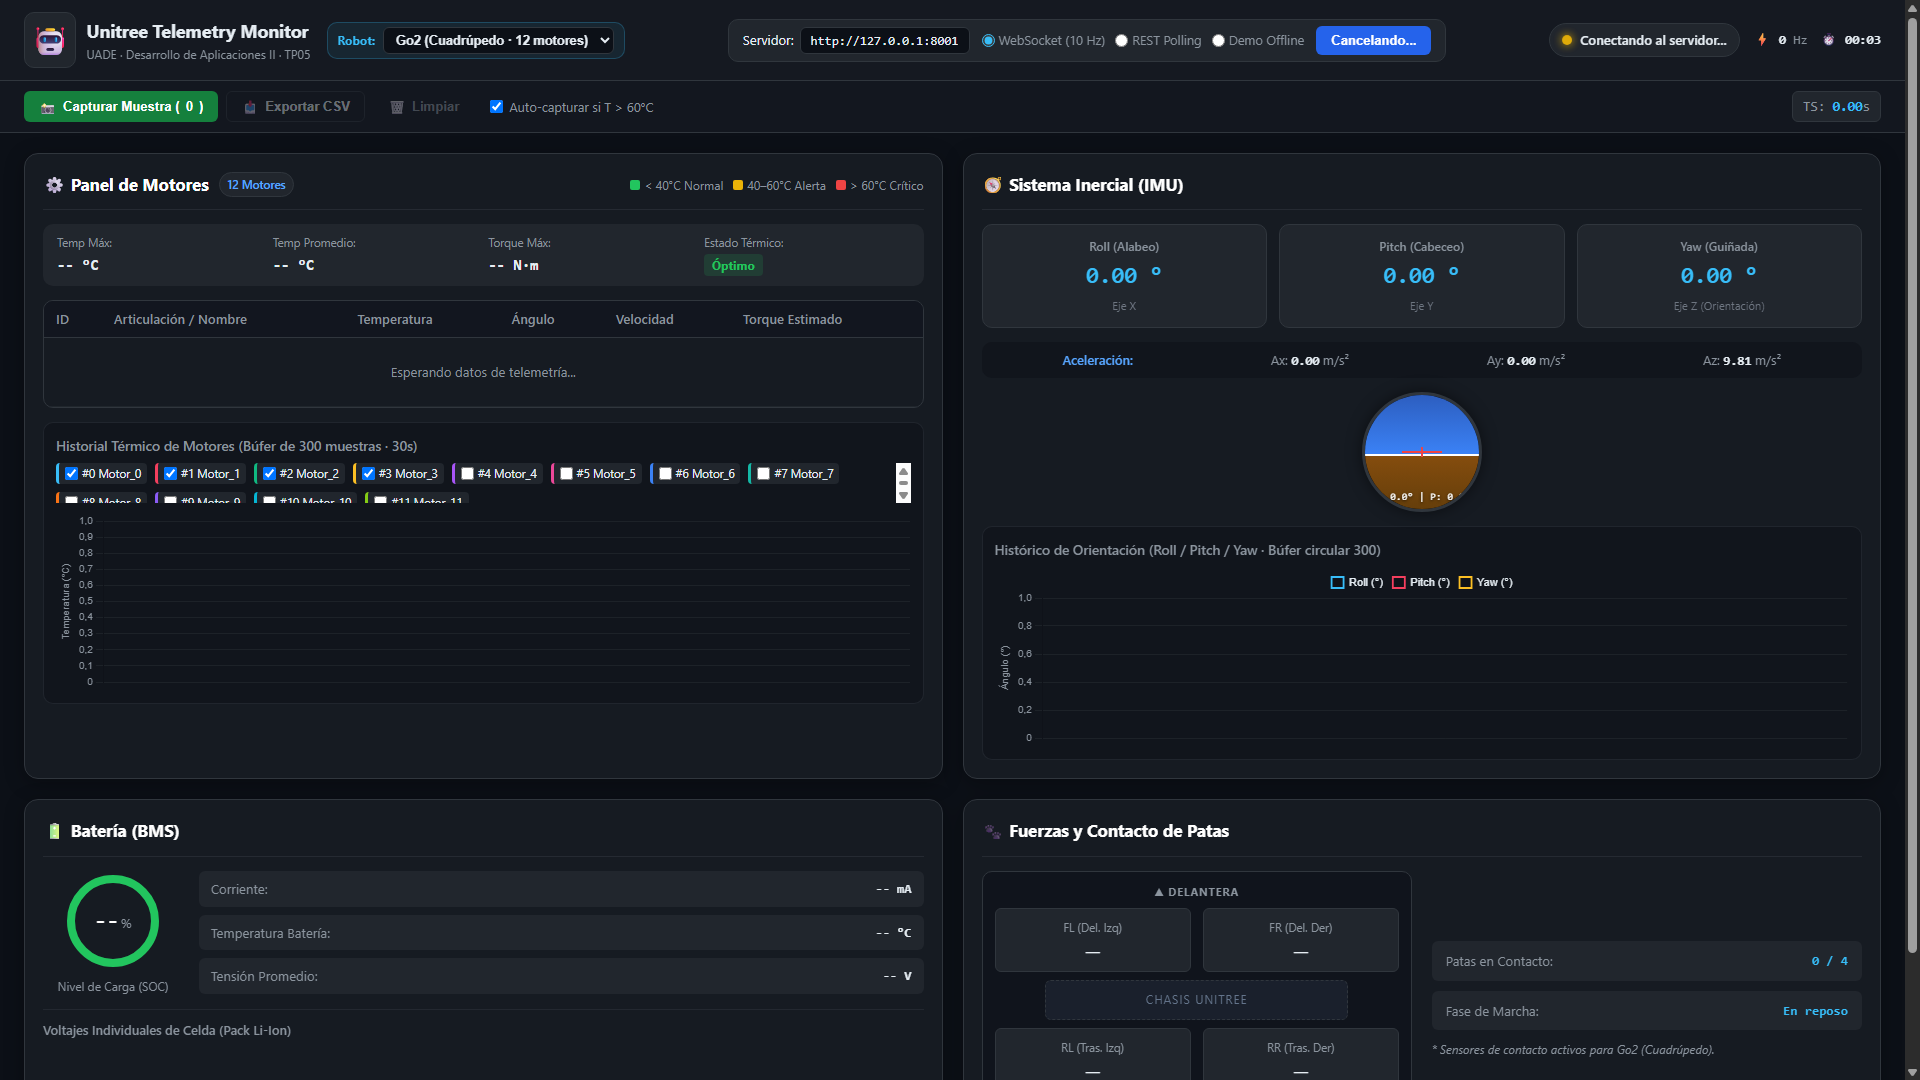 Unitree Telemetry Monitor
UADE · Desarrollo de Aplicaciones II · TP05
Robot: Go2 (Cuadrúpedo · 12 motores)
Servidor: http://127.0.0.1:8001 WebSocket (10 Hz) REST Polling Demo Offline Cancelando...
Conectando al servidor... 0 Hz 00:03
Capturar Muestra ( 0 ) Exportar CSV Limpiar Auto-capturar si T > 60°C TS: 0.00s
Panel de Motores 12 Motores < 40°C Normal 40–60°C Alerta > 60°C Crítico
Temp Máx: Temp Promedio: Torque Máx: Estado Térmico:
-- °C -- °C -- N·m Óptimo
ID Articulación / Nombre Temperatura Ángulo Velocidad Torque Estimado
Esperando datos de telemetría...
Historial Térmico de Motores (Búfer de 300 muestras · 30s)
#0 Motor_0 #1 Motor_1 #2 Motor_2 #3 Motor_3 #4 Motor_4 #5 Motor_5 #6 Motor_6 #7 Motor_7
#8 Motor_8 #9 Motor_9 #10 Motor_10 #11 Motor_11
Temperatura (°C)
1,0
0,9
0,8
0,7
0,6
0,5
0,4
0,3
0,2
0,1
0
Sistema Inercial (IMU)
Roll (Alabeo) Pitch (Cabeceo) Yaw (Guiñada)
0.00 ° 0.00 ° 0.00 °
Eje X Eje Y Eje Z (Orientación)
Aceleración: Ax: 0.00 m/s² Ay: 0.00 m/s² Az: 9.81 m/s²
0.0° | P: 0
Histórico de Orientación (Roll / Pitch / Yaw · Búfer circular 300)
Roll (°) Pitch (°) Yaw (°)
Ángulo (°)
1,0
0,8
0,6
0,4
0,2
0
Batería (BMS)
-- %
Nivel de Carga (SOC)
Corriente: -- mA
Temperatura Batería: -- °C
Tensión Promedio: -- V
Voltajes Individuales de Celda (Pack Li-Ion)
Fuerzas y Contacto de Patas
▲ DELANTERA
FL (Del. Izq) FR (Del. Der)
— —
CHASIS UNITREE
RL (Tras. Izq) RR (Tras. Der)
— —
Patas en Contacto: 0 / 4
Fase de Marcha: En reposo
* Sensores de contacto activos para Go2 (Cuadrúpedo).